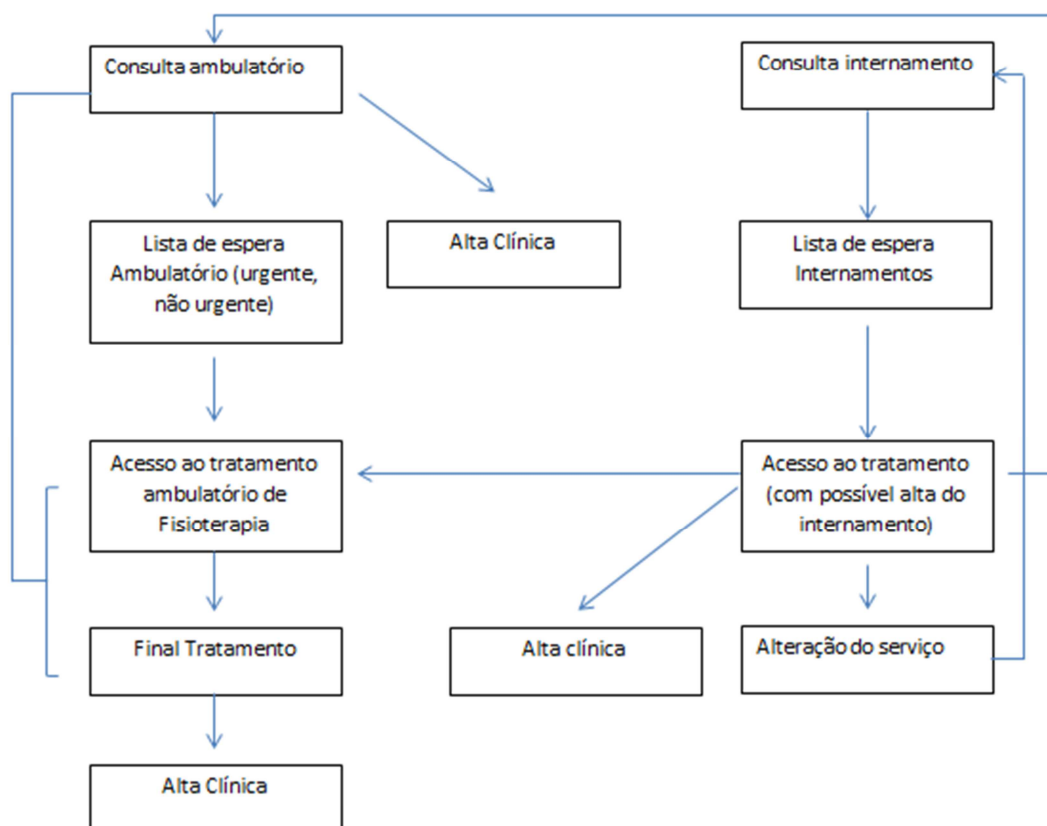 Consulta ambulatório
Consulta internamento
Lista de espera
Ambulatório (urgente,
não urgente)
Alta Clínica
Lista de espera
Internamentos
Acesso ao tratamento
ambulatório de
Fisioterapia
Acesso ao tratamento
(com possível alta do
internamento)
Final Tratamento
Alta clínica
Alteração do serviço
Alta Clínica